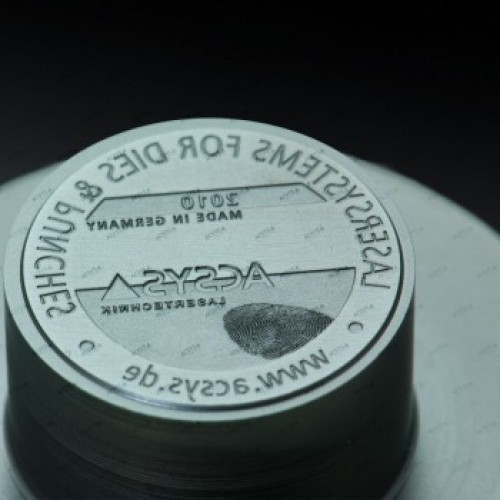 LASERSYSTEMS FOR DIES & PUNCHES
2010
MADE IN GERMANY
ACSYS
LASERTECHNIK
www.acsys.de